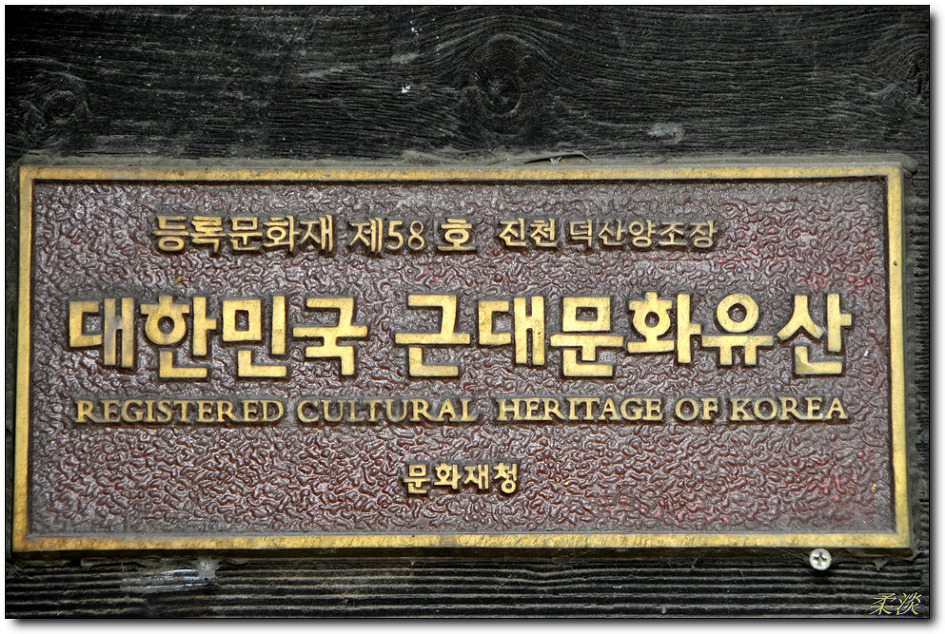 등록문화재 제58 호 진천 덕산양조장
대한민국 근대문화유산
REGISTERED CULTURAL HERITAGE OF KOREA
문화재청
柔淡